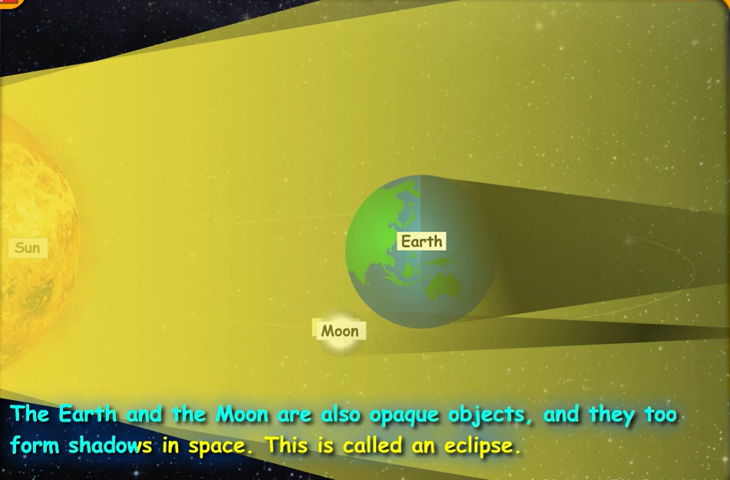 Sun
Earth
Moon
The Earth and the Moon are also opaque objects, and they too
form shadows in space. This is called an eclipse.